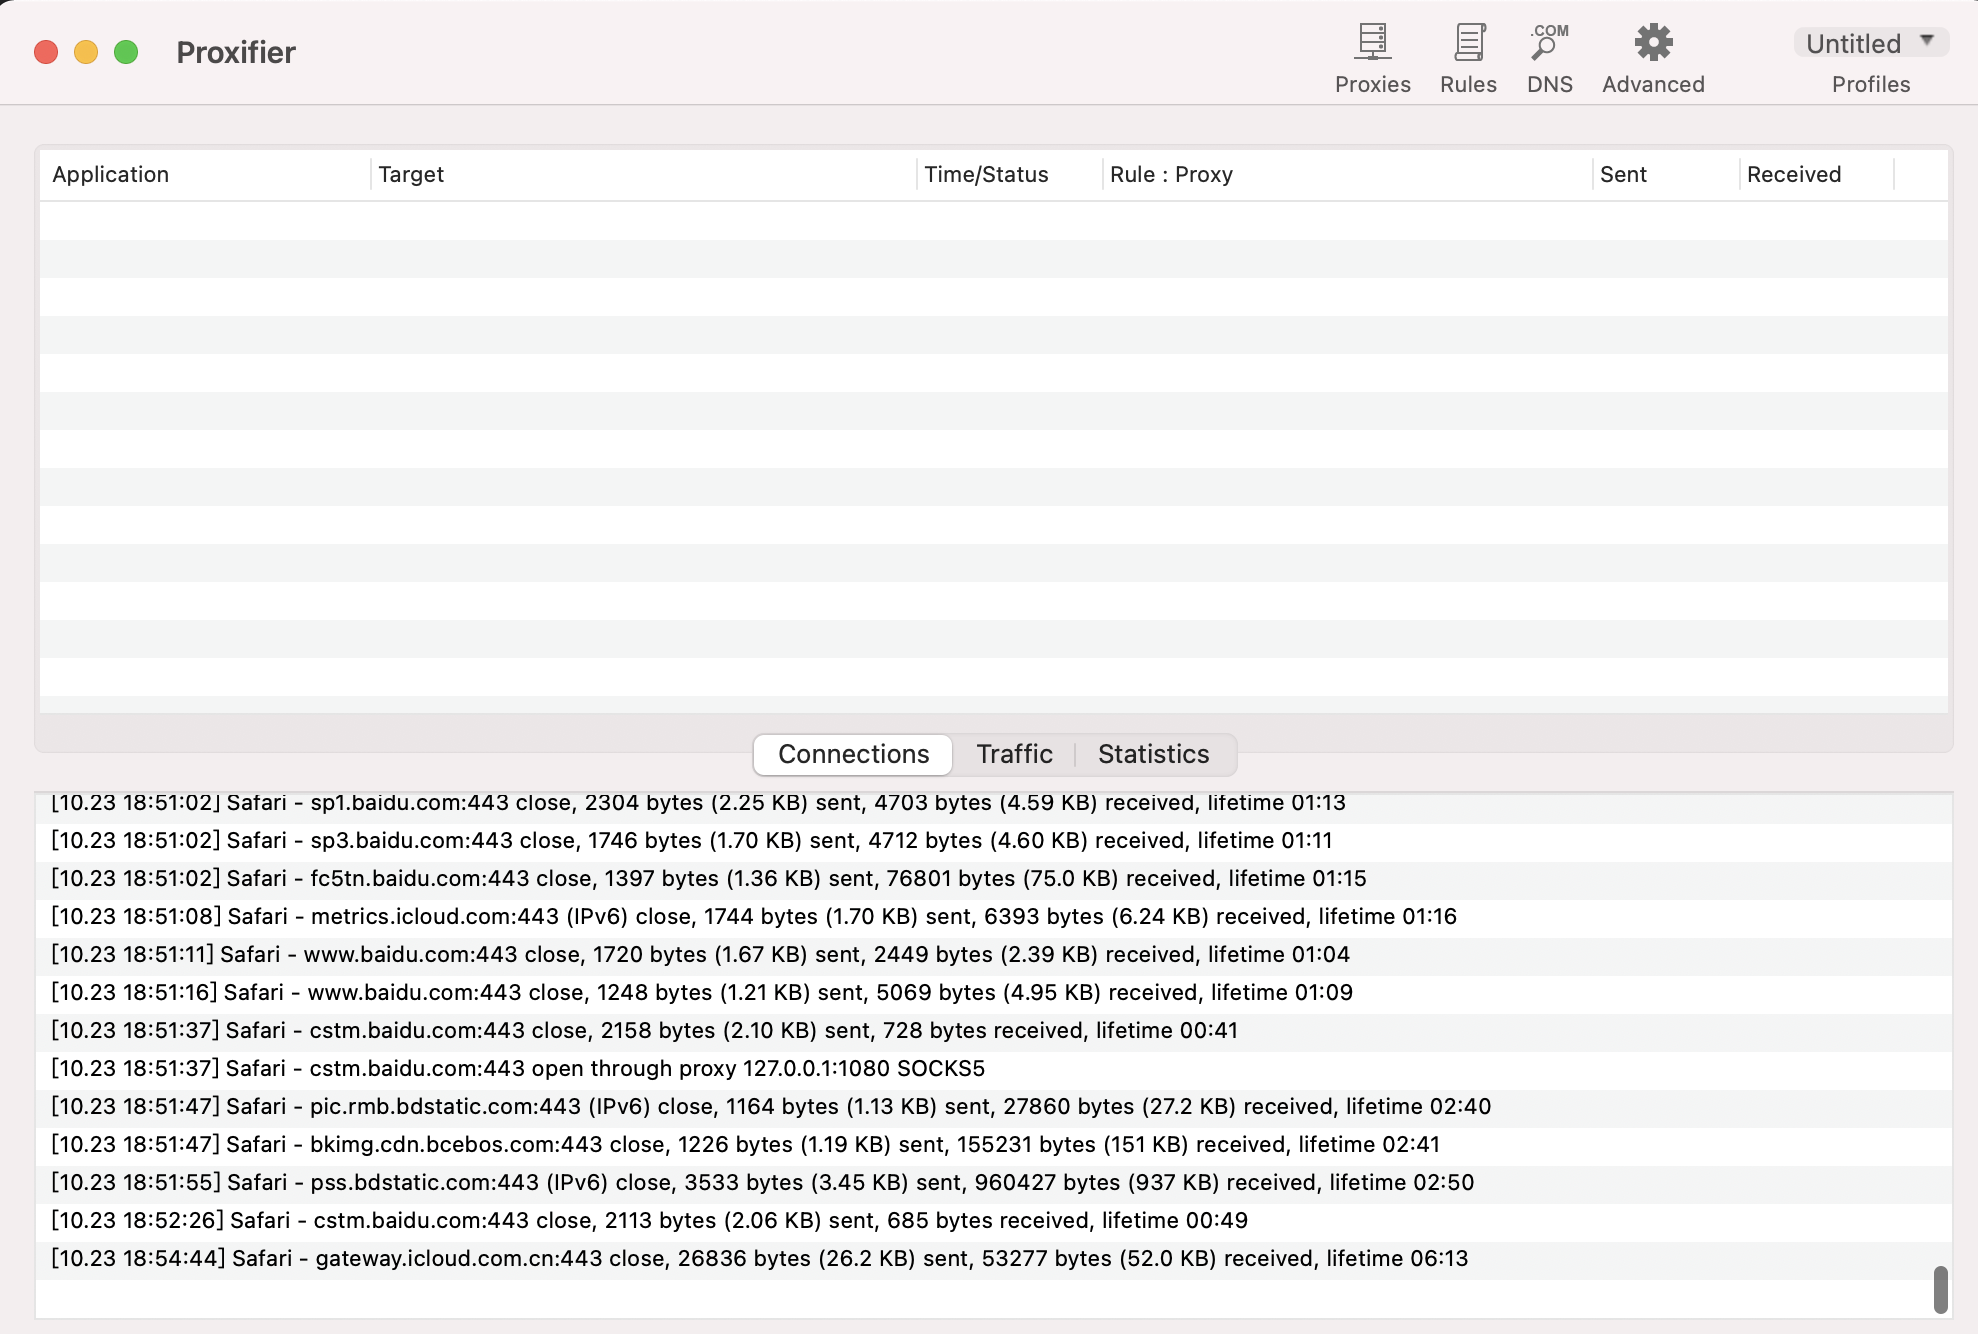 Proxifier
.COM
Proxies Rules DNS Advanced
Untitled
Profiles
Application Target Time/Status Rule : Proxy Sent Received
Connections Traffic Statistics
[10.23 18:51:02] Safari - sp1.baidu.com:443 close, 2304 bytes (2.25 KB) sent, 4703 bytes (4.59 KB) received, lifetime 01:13
[10.23 18:51:02] Safari - sp3.baidu.com:443 close, 1746 bytes (1.70 KB) sent, 4712 bytes (4.60 KB) received, lifetime 01:11
[10.23 18:51:02] Safari - fc5tn.baidu.com:443 close, 1397 bytes (1.36 KB) sent, 76801 bytes (75.0 KB) received, lifetime 01:15
[10.23 18:51:08] Safari - metrics.icloud.com:443 (IPv6) close, 1744 bytes (1.70 KB) sent, 6393 bytes (6.24 KB) received, lifetime 01:16
[10.23 18:51:11] Safari - www.baidu.com:443 close, 1720 bytes (1.67 KB) sent, 2449 bytes (2.39 KB) received, lifetime 01:04
[10.23 18:51:16] Safari - www.baidu.com:443 close, 1248 bytes (1.21 KB) sent, 5069 bytes (4.95 KB) received, lifetime 01:09
[10.23 18:51:37] Safari - cstm.baidu.com:443 close, 2158 bytes (2.10 KB) sent, 728 bytes received, lifetime 00:41
[10.23 18:51:37] Safari - cstm.baidu.com:443 open through proxy 127.0.0.1:1080 SOCKS5
[10.23 18:51:47] Safari - pic.rmb.bdstatic.com:443 (IPv6) close, 1164 bytes (1.13 KB) sent, 27860 bytes (27.2 KB) received, lifetime 02:40
[10.23 18:51:47] Safari - bkimg.cdn.bcebos.com:443 close, 1226 bytes (1.19 KB) sent, 155231 bytes (151 KB) received, lifetime 02:41
[10.23 18:51:55] Safari - pss.bdstatic.com:443 (IPv6) close, 3533 bytes (3.45 KB) sent, 960427 bytes (937 KB) received, lifetime 02:50
[10.23 18:52:26] Safari - cstm.baidu.com:443 close, 2113 bytes (2.06 KB) sent, 685 bytes received, lifetime 00:49
[10.23 18:54:44] Safari - gateway.icloud.com.cn:443 close, 26836 bytes (26.2 KB) sent, 53277 bytes (52.0 KB) received, lifetime 06:13